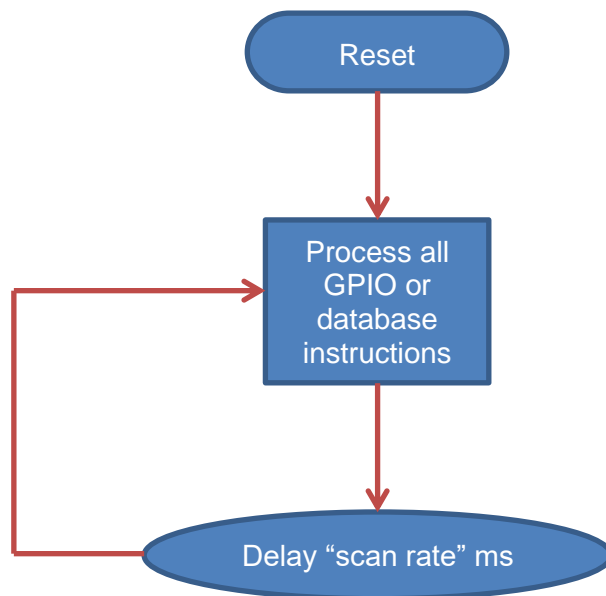 Reset
Process all
GPIO or
database
instructions
Delay “scan rate” ms